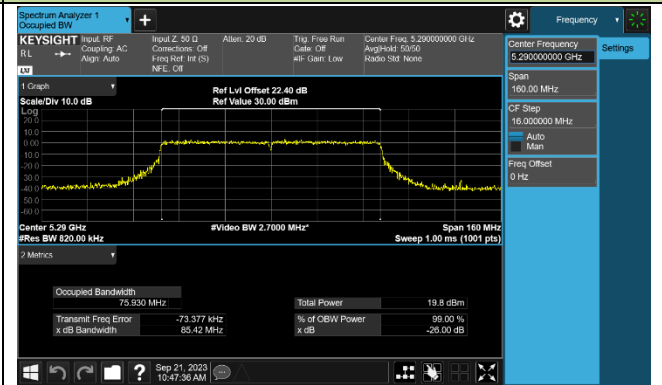 Spectrum Analyzer 1
Occupied BW
Frequency
KEYSIGHT
RL
LXI
Input: RF
Coupling: AC
Align: Auto
Input Z: 50 Ω
Corrections: Off
Freq Ref: Int (S)
NFE: Off
Atten: 20 dB
Trig: Free Run
Gate: Off
#IF Gain: Low
Center Freq: 5.290000000 GHz
Avg|Hold: 50/50
Radio Std: None
Center Frequency
5.290000000 GHz
Settings
Span
160.00 MHz
CF Step
16.000000 MHz
Auto
Man
Freq Offset
0 Hz
1 Graph
Scale/Div 10.0 dB
Ref Lvl Offset 22.40 dB
Ref Value 30.00 dBm
Log
20.0
10.0
0.00
-10.0
-20.0
-30.0
-40.0
-50.0
-60.0
Center 5.29 GHz
#Video BW 2.7000 MHz*
Span 160 MHz
#Res BW 820.00 kHz
Sweep 1.00 ms (1001 pts)
2 Metrics
Occupied Bandwidth
75.930 MHz
Total Power 19.8 dBm
Transmit Freq Error -73.377 kHz
% of OBW Power 99.00 %
x dB Bandwidth 85.42 MHz
x dB -26.00 dB
Sep 21, 2023
10:47:36 AM